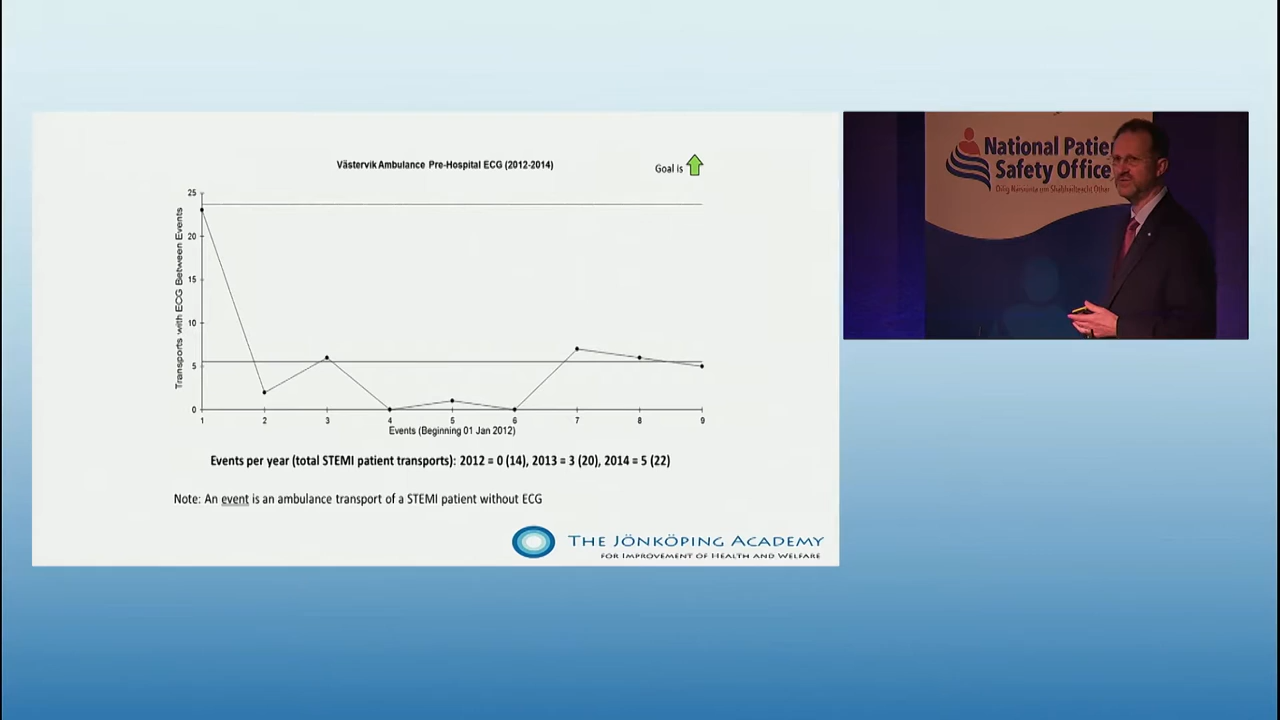 Västervik Ambulance Pre-Hospital ECG (2012-2014)
Goal is
Transports with ECG Between Events
25
20
15
10
5
0
1 2 3 4 5 6 7 8 9
Events (Beginning 01 Jan 2012)
Events per year (total STEMI patient transports): 2012 = 0 (14), 2013 = 3 (20), 2014 = 5 (22)
Note: An event is an ambulance transport of a STEMI patient without ECG
THE JÖNKÖPING ACADEMY
FOR IMPROVEMENT OF HEALTH AND WELFARE
National Patie
Safety Office